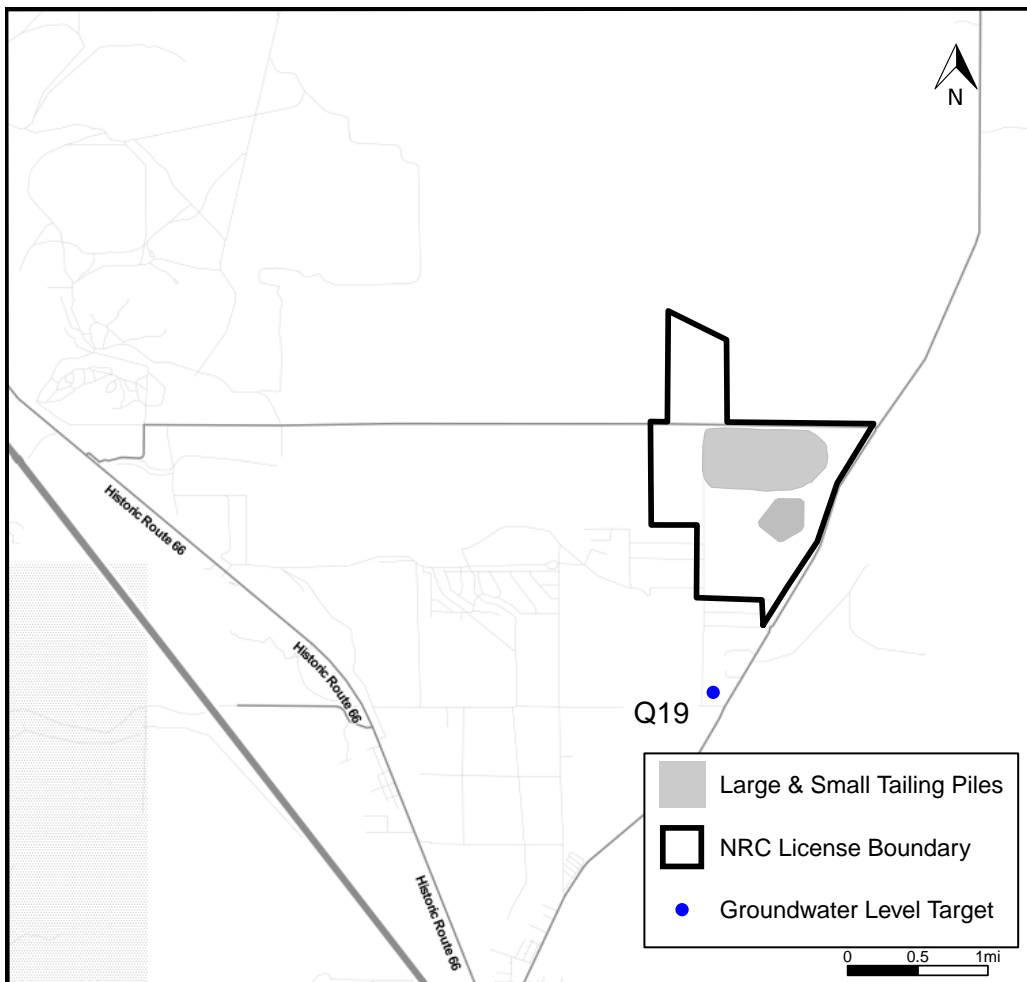 N
Historic Route 66
Historic Route 66
Q19
Large & Small Tailing Piles
NRC License Boundary
Groundwater Level Target
Historic Route 66
0 0.5 1mi